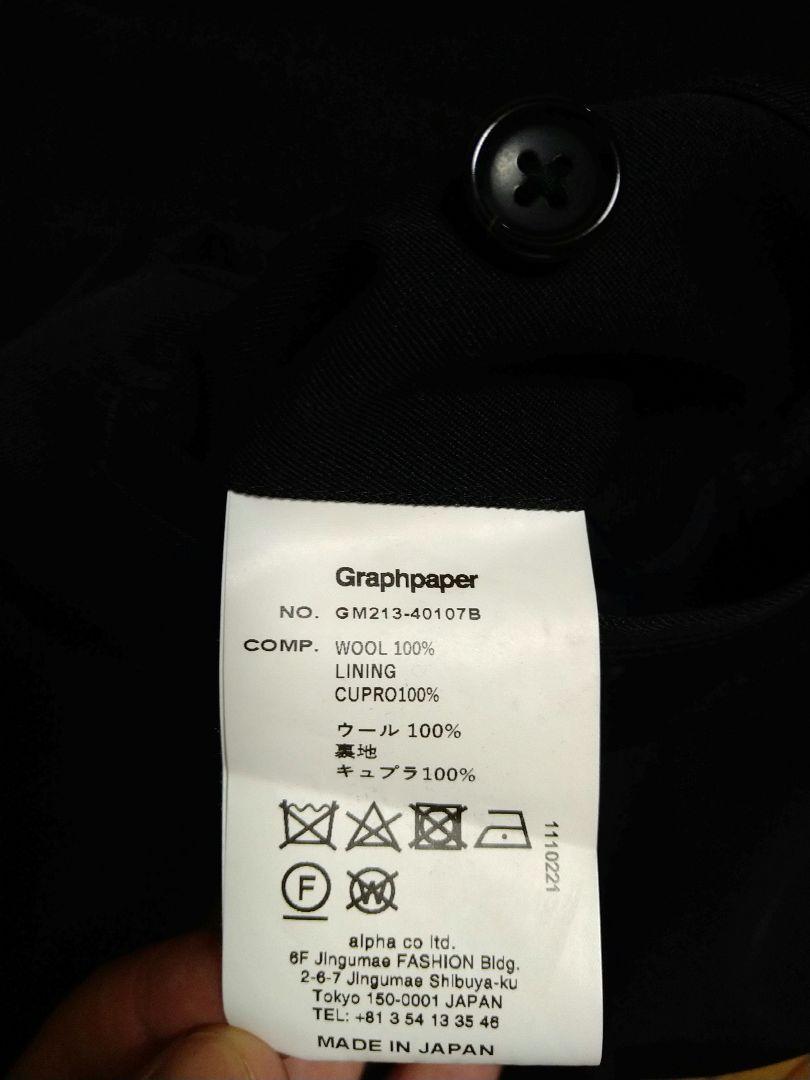 Graphpaper
NO. GM213-40107B
COMP. WOOL 100%
LINING
CUPRO100%
ウール 100%
裏地
キュプラ100%
1110221
F
W
alpha co ltd.
6F Jingumae FASHION Bldg.
2-6-7 Jingumae Shibuya-ku
Tokyo 150-0001 JAPAN
TEL: +81 3 54 13 35 46
MADE IN JAPAN